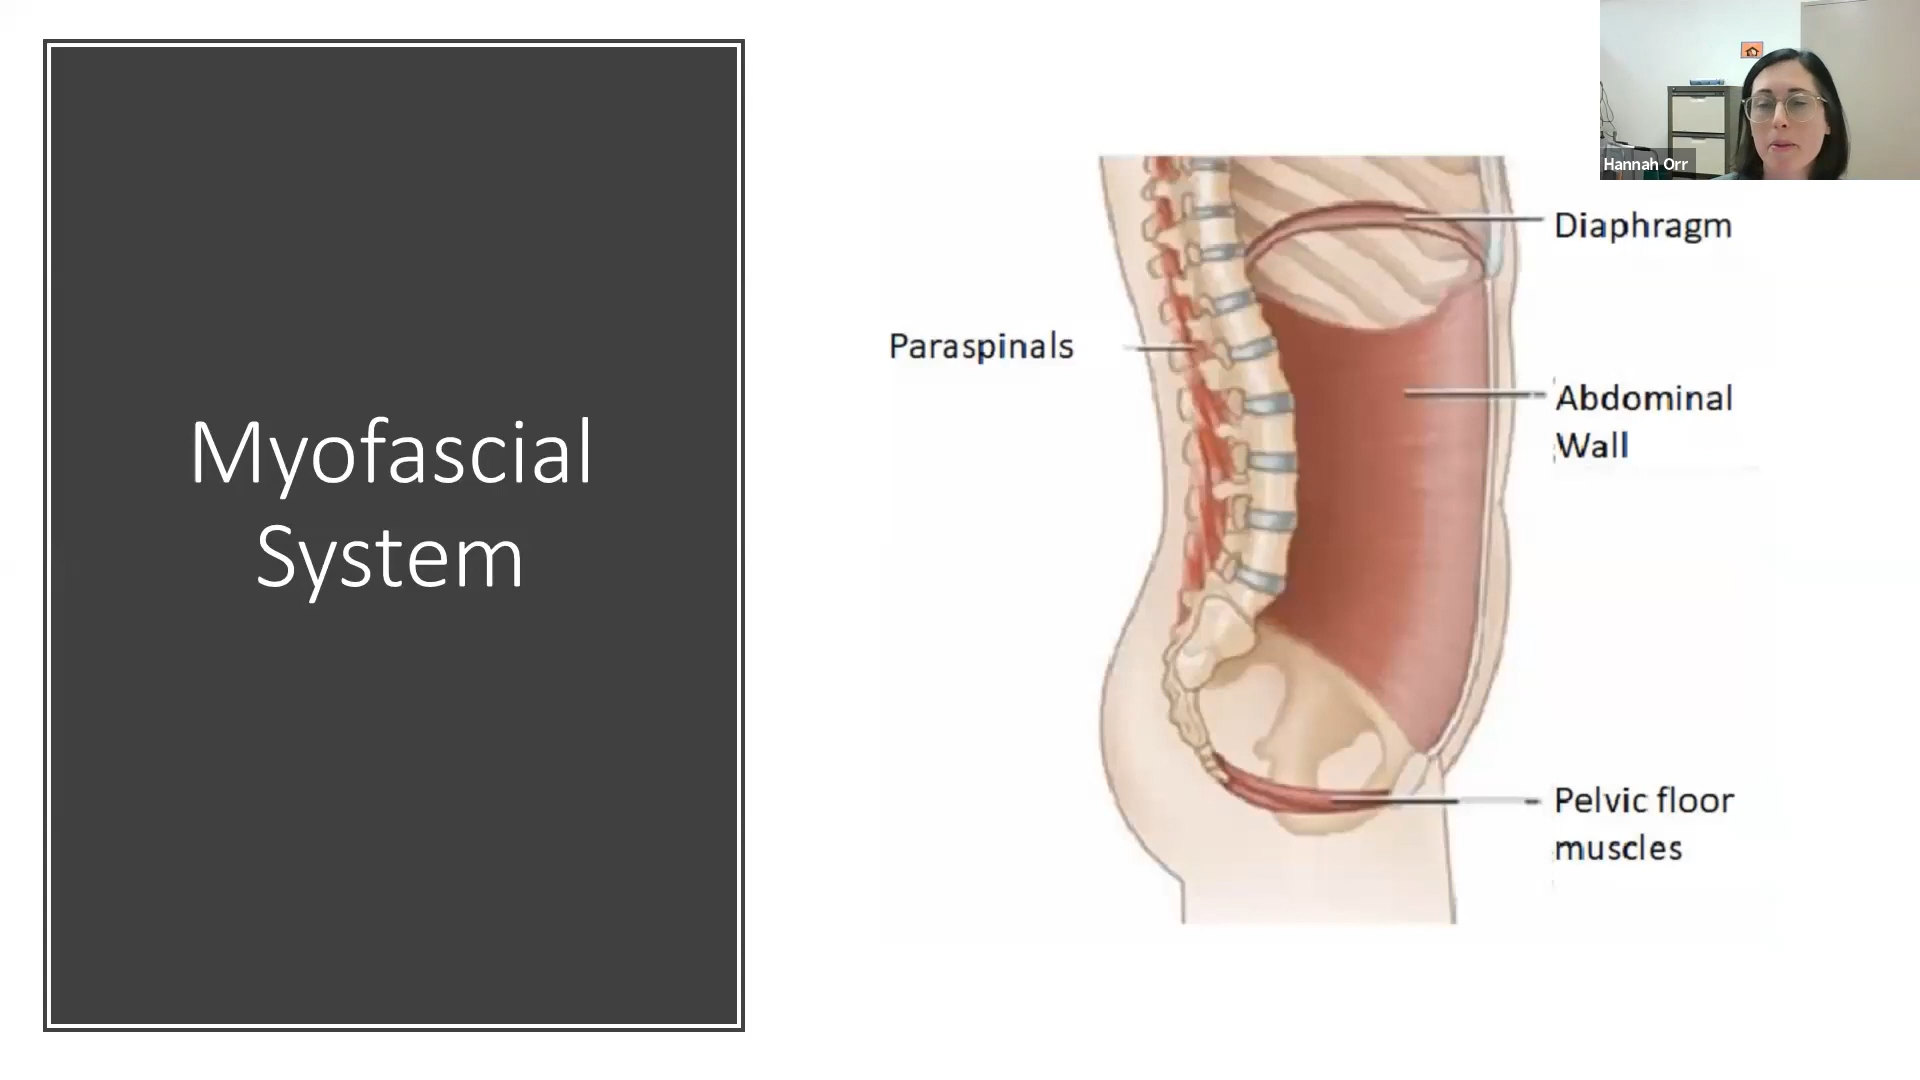 Myofascial
System
Hannah Orr
Diaphragm
Paraspinals
Abdominal
Wall
Pelvic floor
muscles